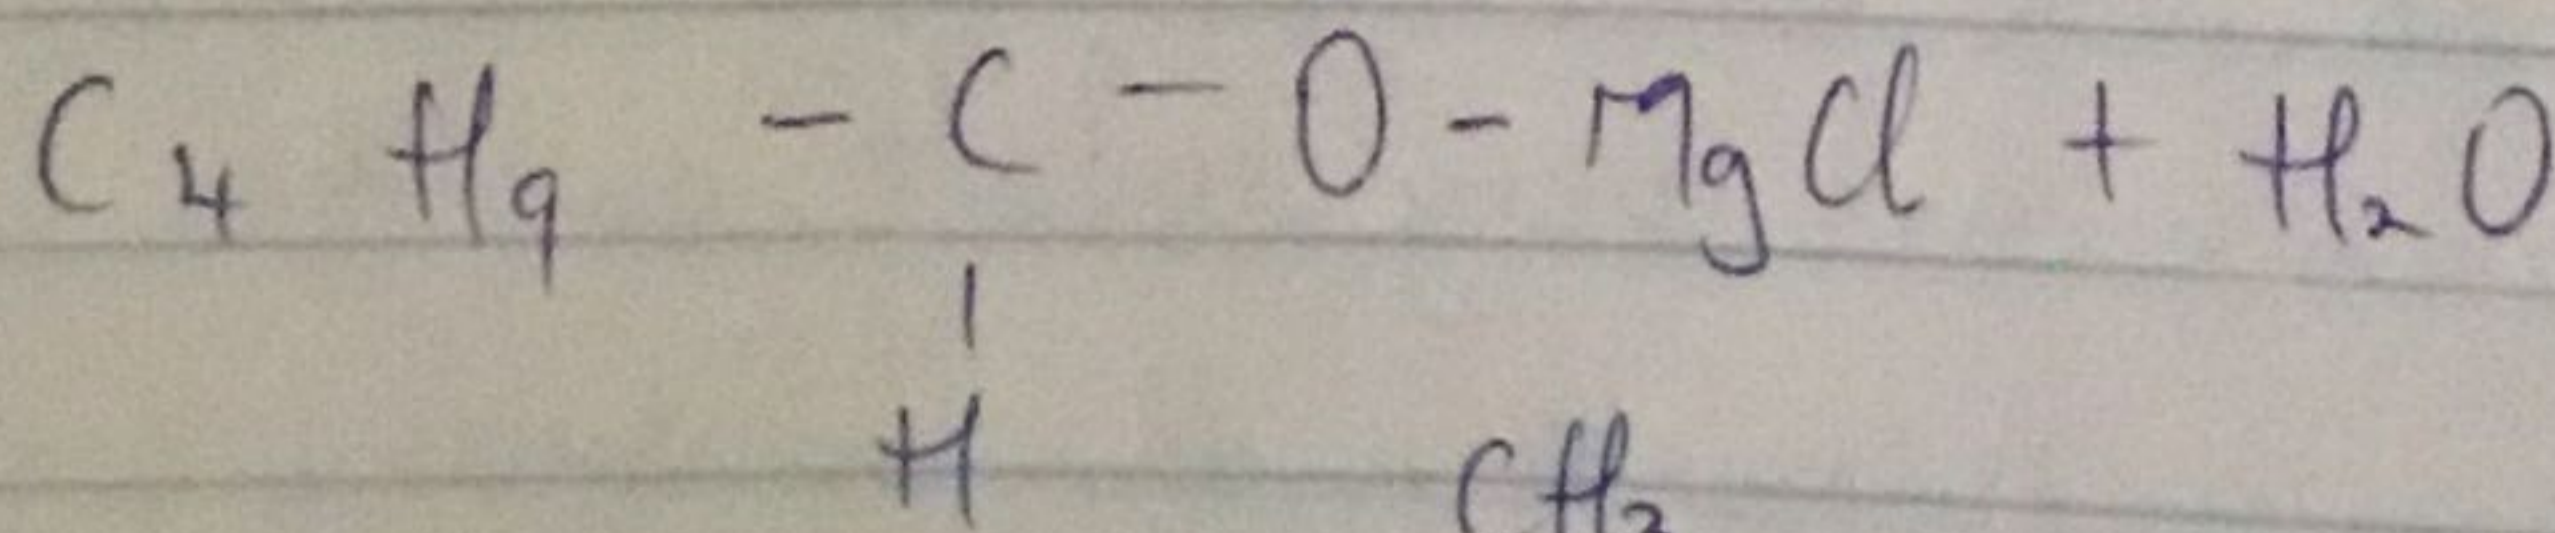 C₄H₉ - C - O - MgCl + H₂O
|
H CH₃